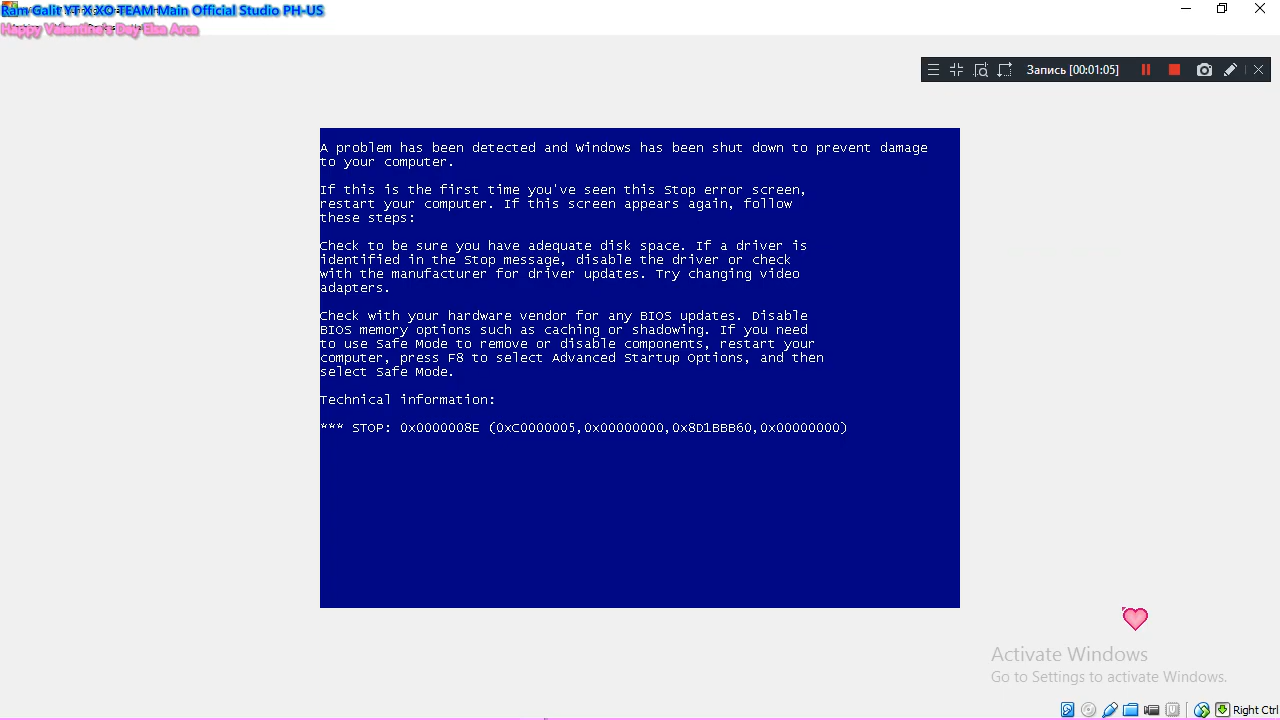 Ram Galit YT X XO TEAM Main Official Studio PH-US
Happy Valentine's Day Elsa Arca
Запись [00:01:05]
A problem has been detected and Windows has been shut down to prevent damage
to your computer.
If this is the first time you've seen this Stop error screen,
restart your computer. If this screen appears again, follow
these steps:
Check to be sure you have adequate disk space. If a driver is
identified in the Stop message, disable the driver or check
with the manufacturer for driver updates. Try changing video
adapters.
Check with your hardware vendor for any BIOS updates. Disable
BIOS memory options such as caching or shadowing. If you need
to use Safe Mode to remove or disable components, restart your
computer, press F8 to select Advanced Startup Options, and then
select Safe Mode.
Technical information:
*** STOP: 0x0000008E (0xC0000005,0x00000000,0x8D1BBB60,0x00000000)
Activate Windows
Go to Settings to activate Windows.
Right Ctrl